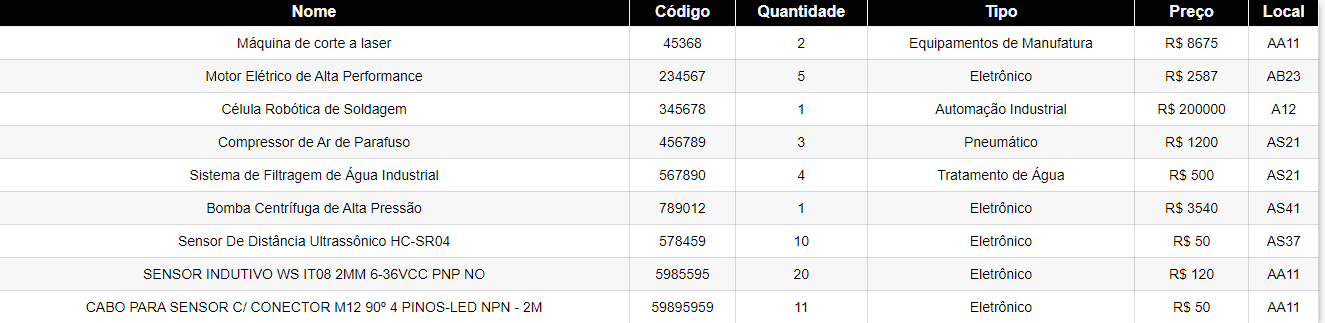 Nome Código Quantidade Tipo Preço Local
Máquina de corte a laser 45368 2 Equipamentos de Manufatura R$ 8675 AA11
Motor Elétrico de Alta Performance 234567 5 Eletrônico R$ 2587 AB23
Célula Robótica de Soldagem 345678 1 Automação Industrial R$ 200000 A12
Compressor de Ar de Parafuso 456789 3 Pneumático R$ 1200 AS21
Sistema de Filtragem de Água Industrial 567890 4 Tratamento de Água R$ 500 AS21
Bomba Centrífuga de Alta Pressão 789012 1 Eletrônico R$ 3540 AS41
Sensor De Distância Ultrassônico HC-SR04 578459 10 Eletrônico R$ 50 AS37
SENSOR INDUTIVO WS IT08 2MM 6-36VCC PNP NO 5985595 20 Eletrônico R$ 120 AA11
CABO PARA SENSOR C/ CONECTOR M12 90º 4 PINOS-LED NPN - 2M 59895959 11 Eletrônico R$ 50 AA11